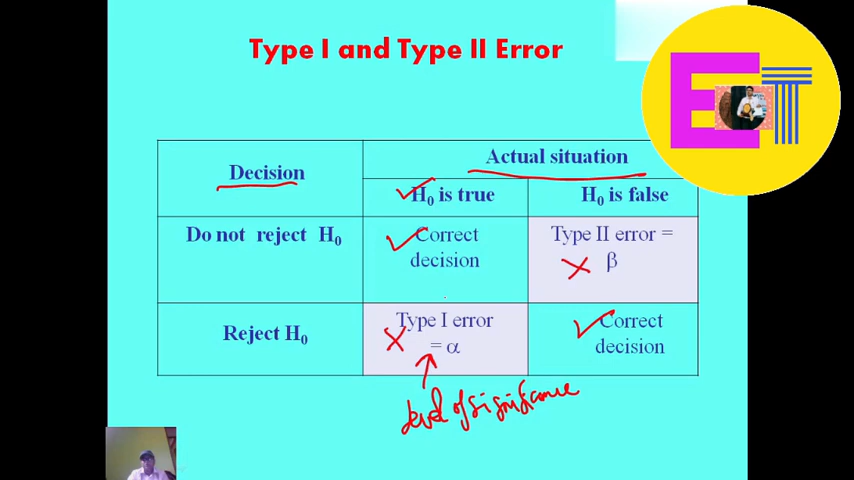 Type I and Type II Error
ET
Decision
Actual situation
H₀ is true
H₀ is false
Do not reject H₀
Correct
decision
Type II error =
β
Reject H₀
Type I error
= α
Correct
decision
level of significance